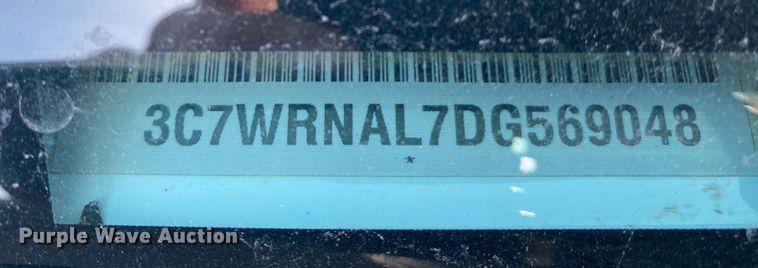 3C7WRNAL7DG569048
*
Purple Wave Auction